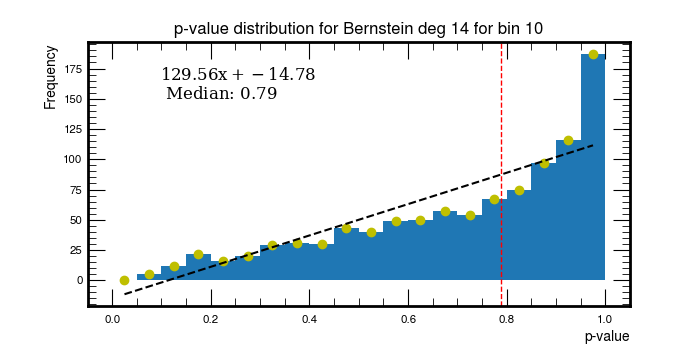 p-value distribution for Bernstein deg 14 for bin 10
Frequency
129.56x + −14.78
Median: 0.79
175
150
125
100
75
50
25
0
0.0 0.2 0.4 0.6 0.8 1.0
p-value